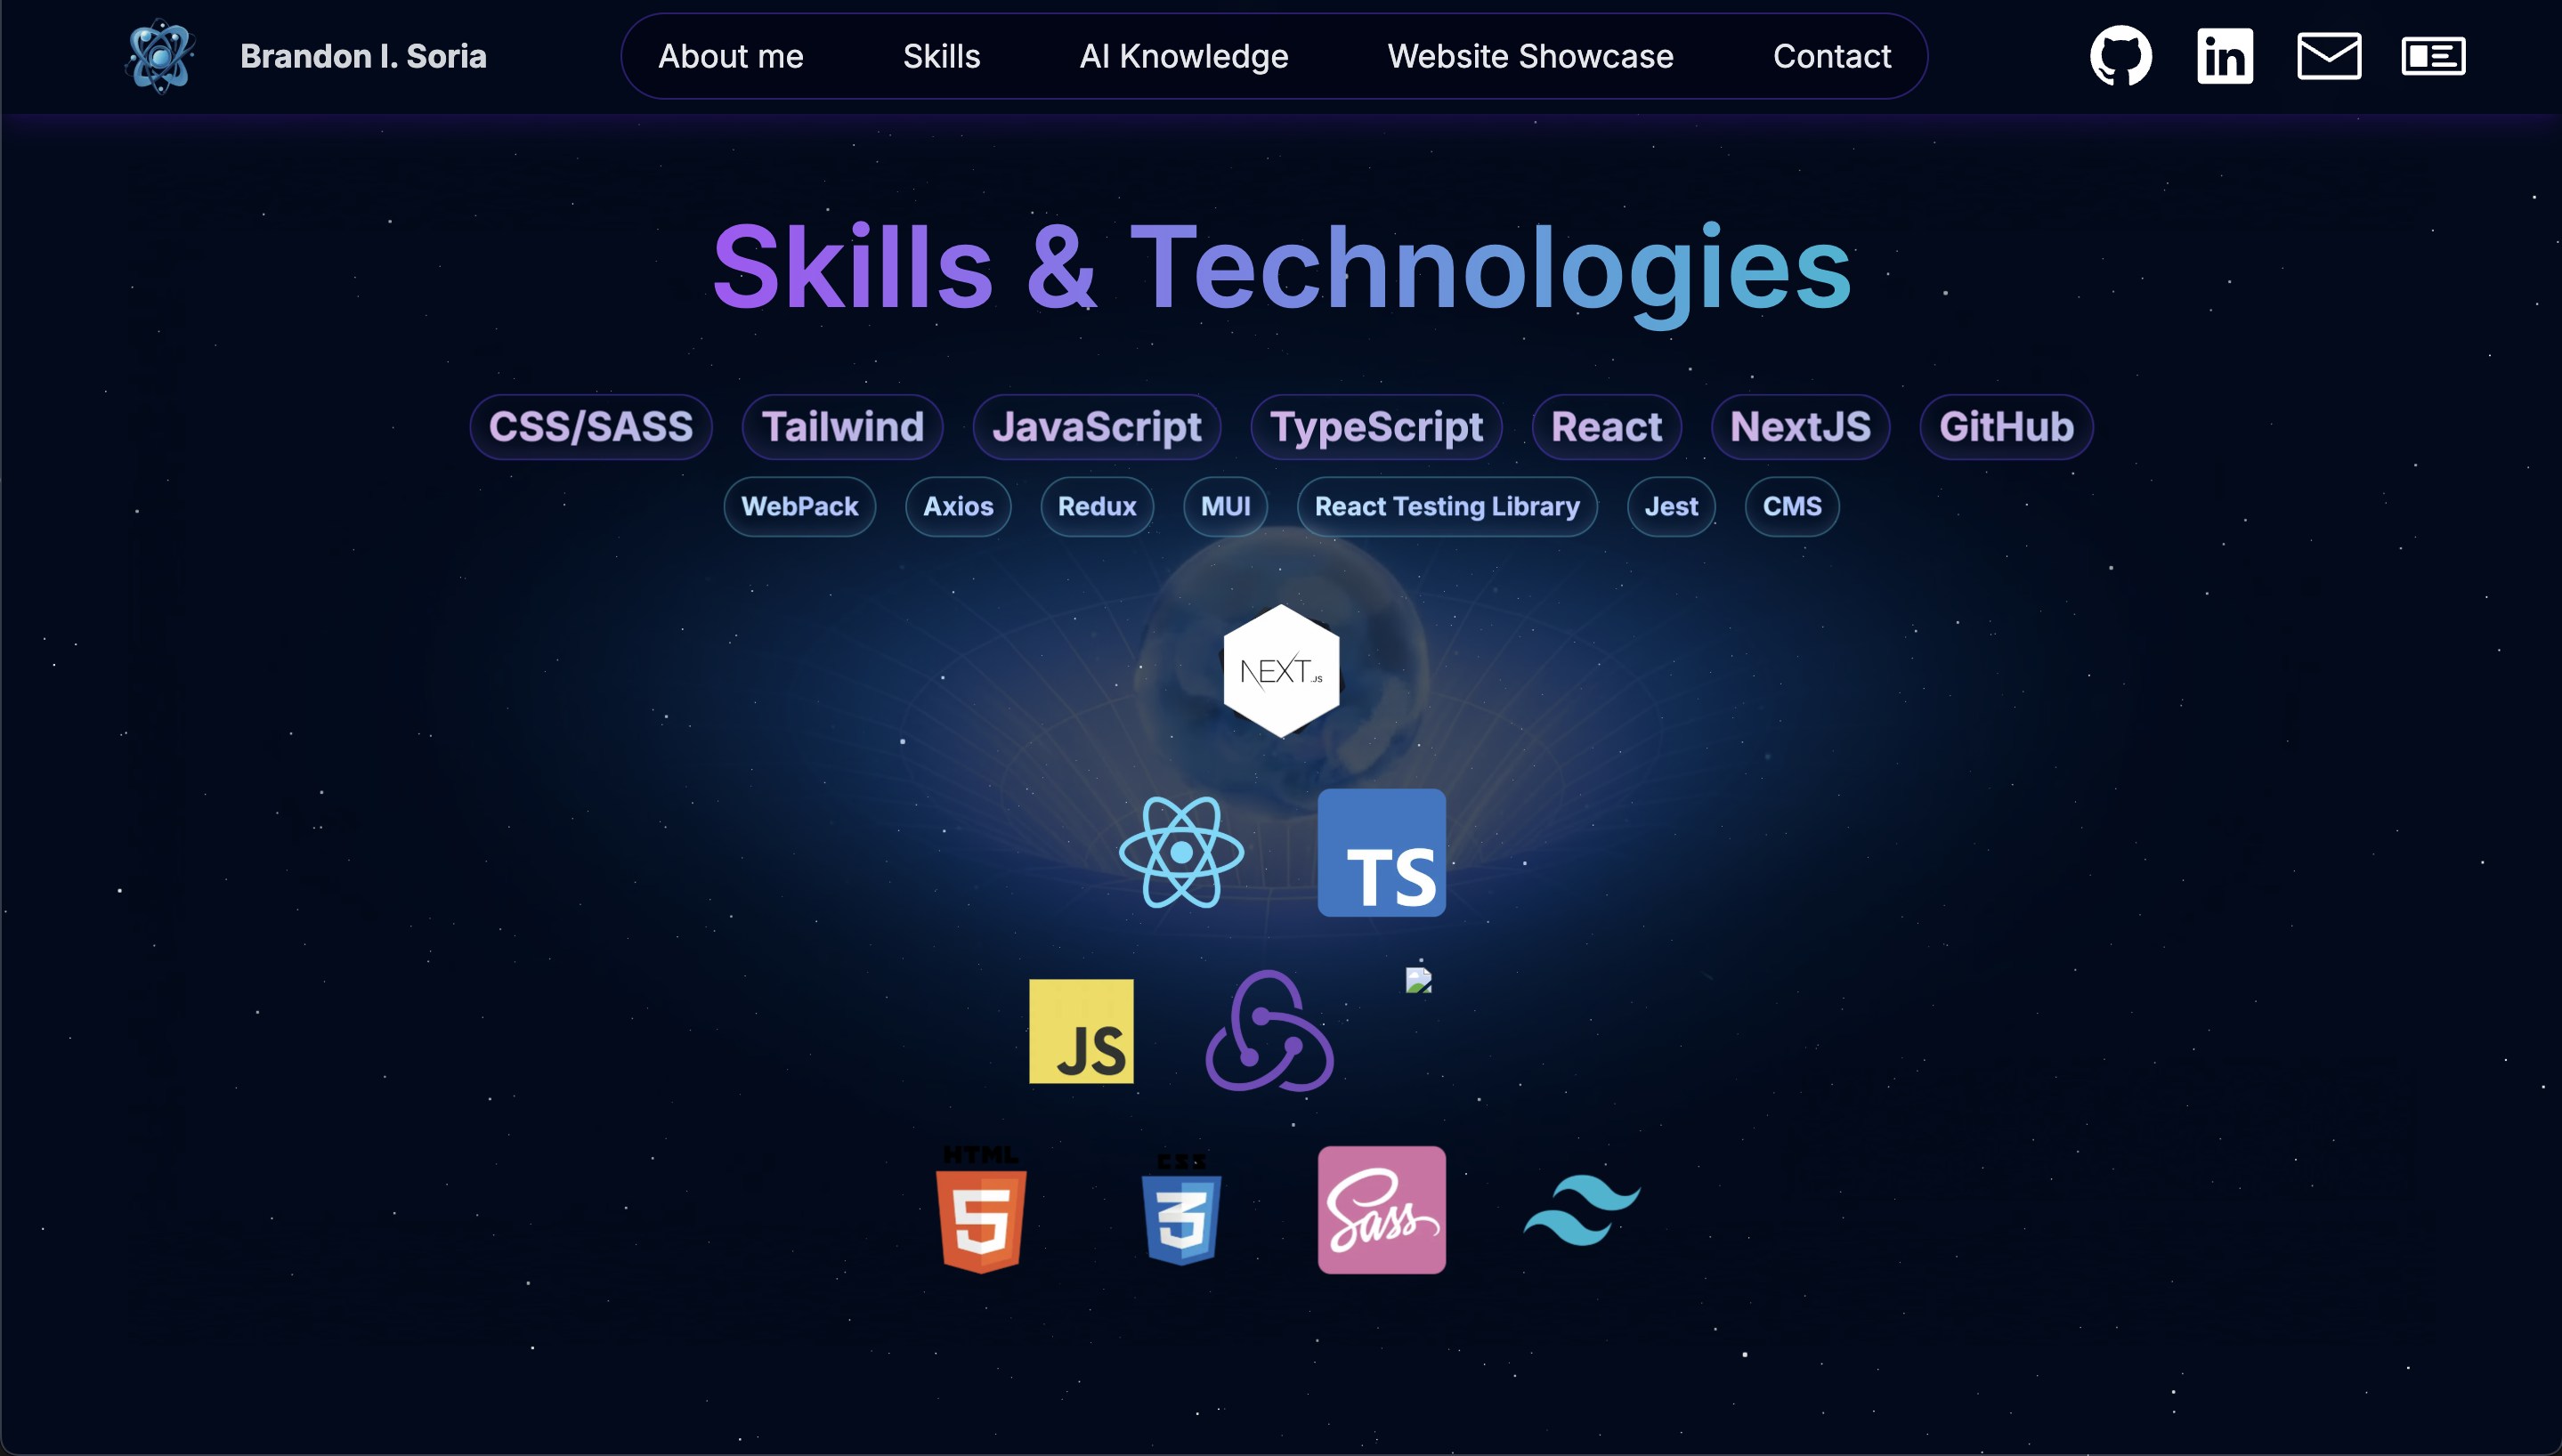 Brandon I. Soria
About me
Skills
AI Knowledge
Website Showcase
Contact
in
Skills & Technologies
CSS/SASS
Tailwind
JavaScript
TypeScript
React
NextJS
GitHub
WebPack
Axios
Redux
MUI
React Testing Library
Jest
CMS
NEXT.JS
TS
JS
HTML
5
CSS
3
Sass